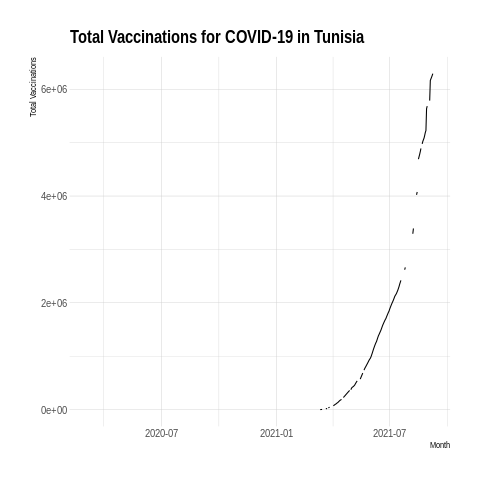 Total Vaccinations for COVID-19 in Tunisia
Total Vaccinations
6e+06
4e+06
2e+06
0e+00
2020-07
2021-01
2021-07
Month